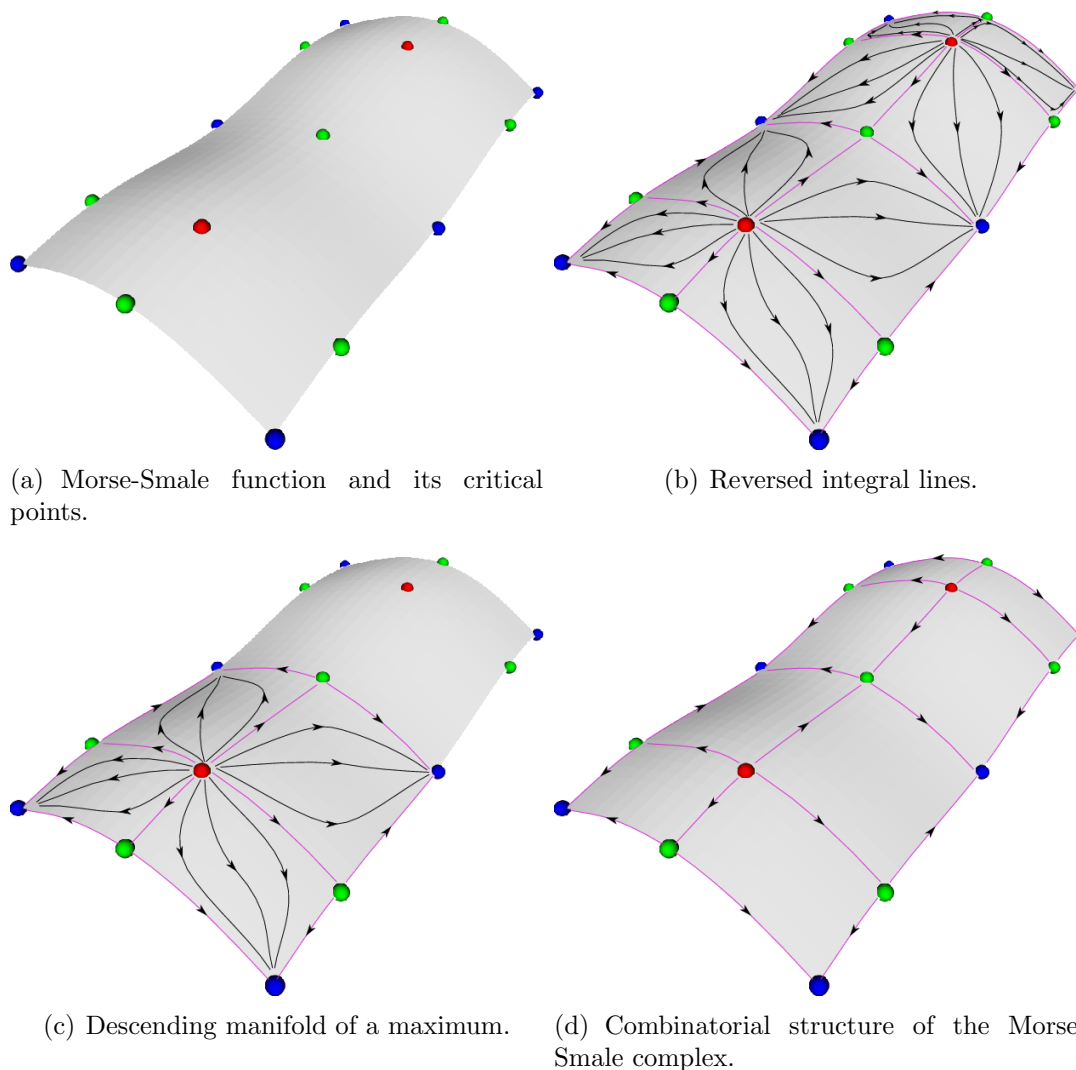 (a) Morse-Smale function and its critical
points.
(b) Reversed integral lines.
(c) Descending manifold of a maximum.
(d) Combinatorial structure of the Morse
Smale complex.